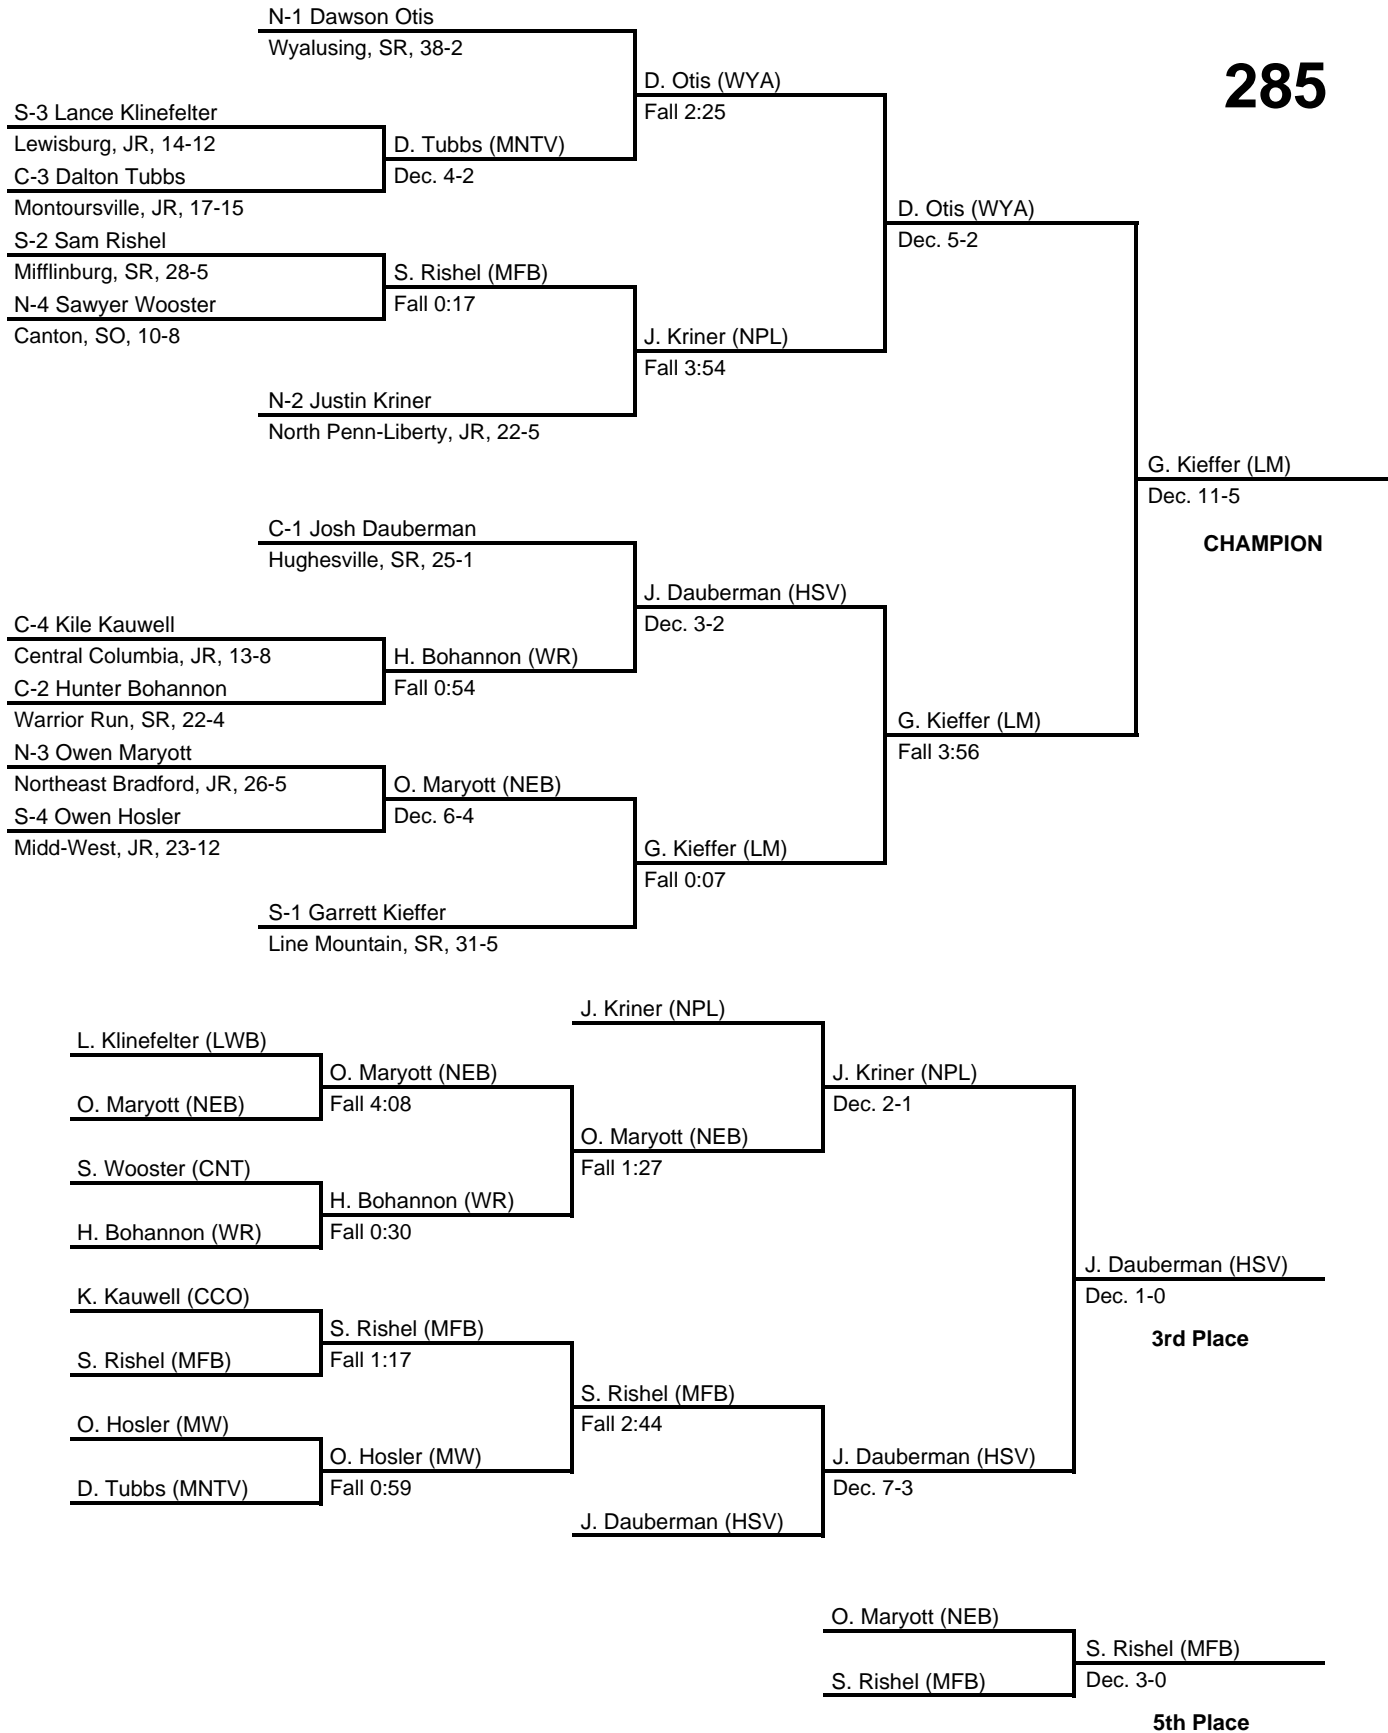 N-1 Dawson Otis
Wyalusing, SR, 38-2
285
D. Otis (WYA)
Fall 2:25
S-3 Lance Klinefelter
Lewisburg, JR, 14-12
D. Tubbs (MNTV)
C-3 Dalton Tubbs
Dec. 4-2
Montoursville, JR, 17-15
D. Otis (WYA)
Dec. 5-2
S-2 Sam Rishel
Mifflinburg, SR, 28-5
S. Rishel (MFB)
N-4 Sawyer Wooster
Fall 0:17
Canton, SO, 10-8
J. Kriner (NPL)
Fall 3:54
N-2 Justin Kriner
North Penn-Liberty, JR, 22-5
G. Kieffer (LM)
Dec. 11-5
CHAMPION
C-1 Josh Dauberman
Hughesville, SR, 25-1
J. Dauberman (HSV)
Dec. 3-2
C-4 Kile Kauwell
Central Columbia, JR, 13-8
H. Bohannon (WR)
C-2 Hunter Bohannon
Fall 0:54
Warrior Run, SR, 22-4
G. Kieffer (LM)
Fall 3:56
N-3 Owen Maryott
Northeast Bradford, JR, 26-5
O. Maryott (NEB)
S-4 Owen Hosler
Dec. 6-4
Midd-West, JR, 23-12
G. Kieffer (LM)
Fall 0:07
S-1 Garrett Kieffer
Line Mountain, SR, 31-5
J. Kriner (NPL)
L. Klinefelter (LWB)
O. Maryott (NEB)
J. Kriner (NPL)
O. Maryott (NEB)
Fall 4:08
Dec. 2-1
O. Maryott (NEB)
Fall 1:27
S. Wooster (CNT)
H. Bohannon (WR)
H. Bohannon (WR)
Fall 0:30
J. Dauberman (HSV)
Dec. 1-0
3rd Place
K. Kauwell (CCO)
S. Rishel (MFB)
S. Rishel (MFB)
Fall 1:17
S. Rishel (MFB)
Fall 2:44
O. Hosler (MW)
O. Hosler (MW)
J. Dauberman (HSV)
D. Tubbs (MNTV)
Fall 0:59
Dec. 7-3
J. Dauberman (HSV)
O. Maryott (NEB)
S. Rishel (MFB)
S. Rishel (MFB)
Dec. 3-0
5th Place